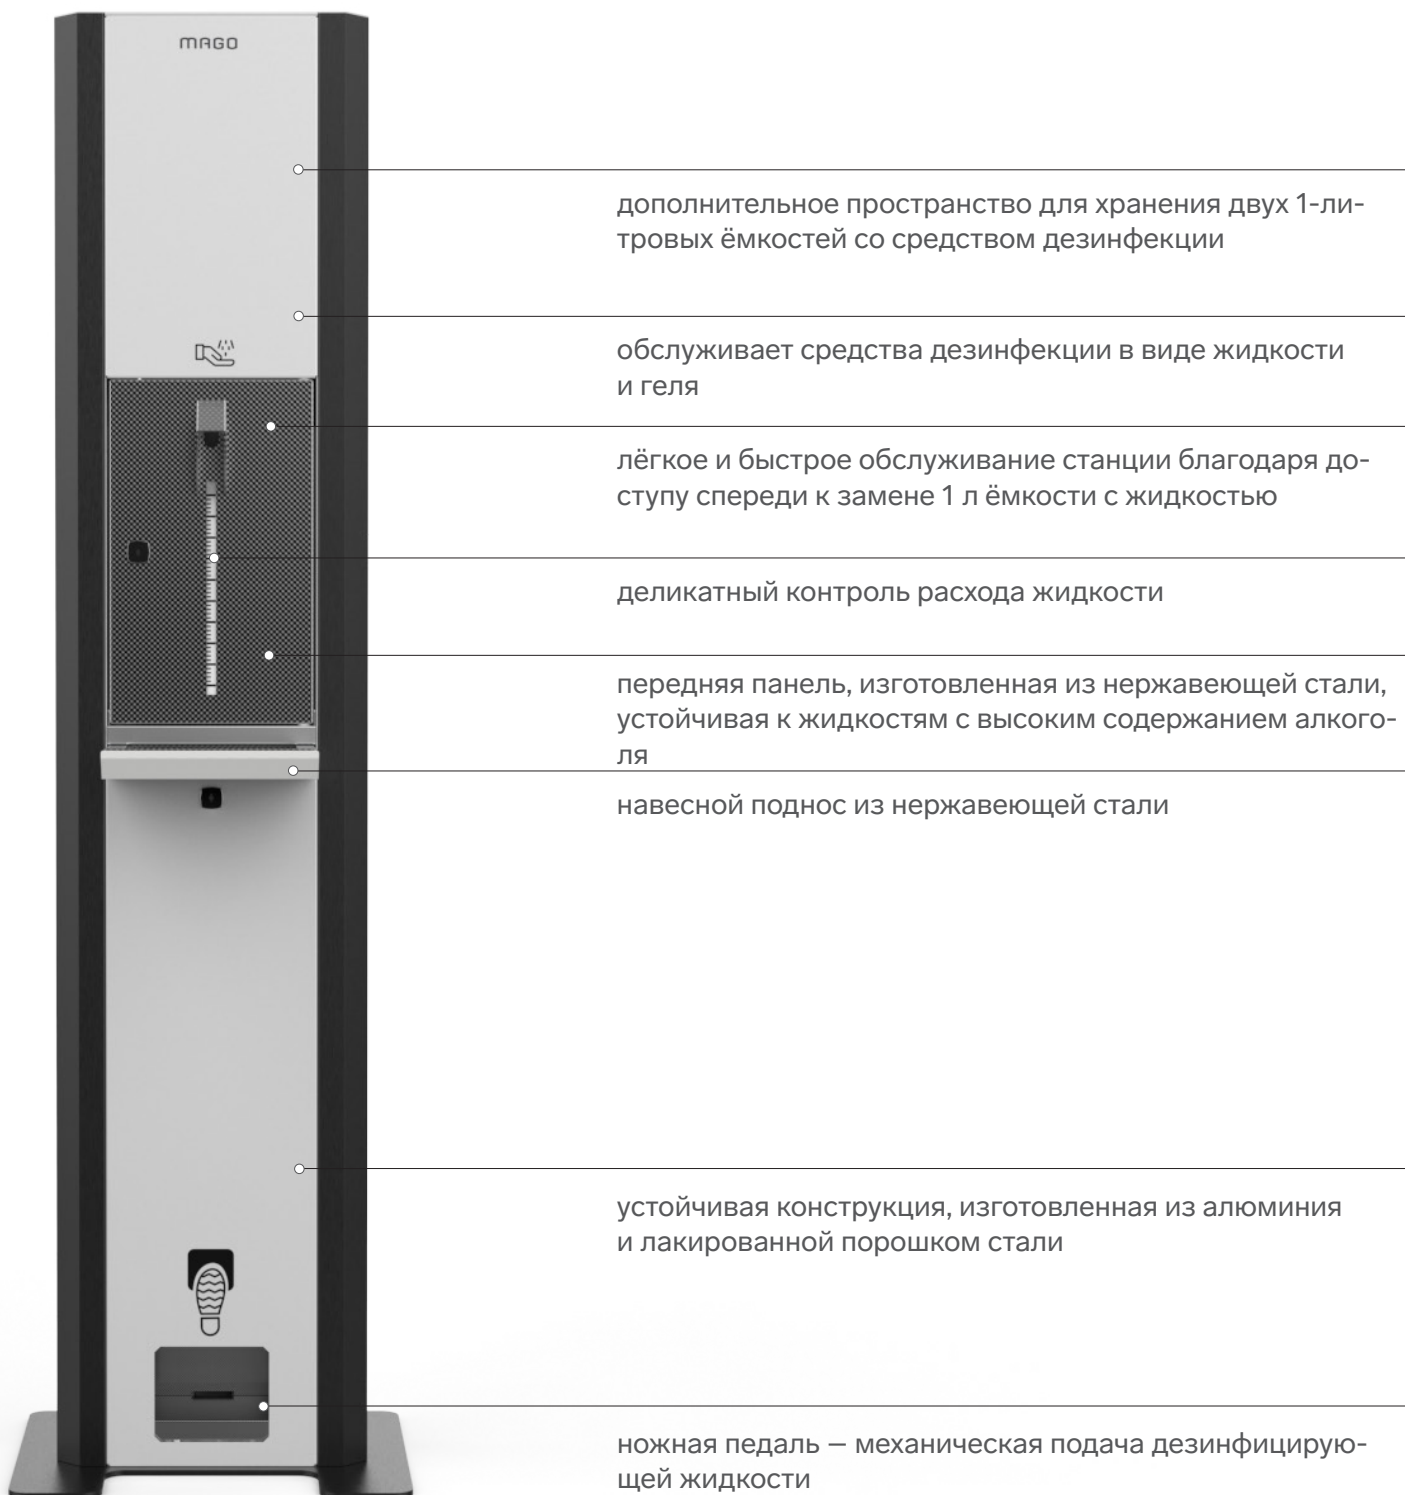 MAGO
дополнительное пространство для хранения двух 1-ли-
тровых ёмкостей со средством дезинфекции
обслуживает средства дезинфекции в виде жидкости
и геля
лёгкое и быстрое обслуживание станции благодаря до-
ступу спереди к замене 1 л ёмкости с жидкостью
деликатный контроль расхода жидкости
передняя панель, изготовленная из нержавеющей стали,
устойчивая к жидкостям с высоким содержанием алкого-
ля
навесной поднос из нержавеющей стали
устойчивая конструкция, изготовленная из алюминия
и лакированной порошком стали
ножная педаль – механическая подача дезинфицирую-
щей жидкости